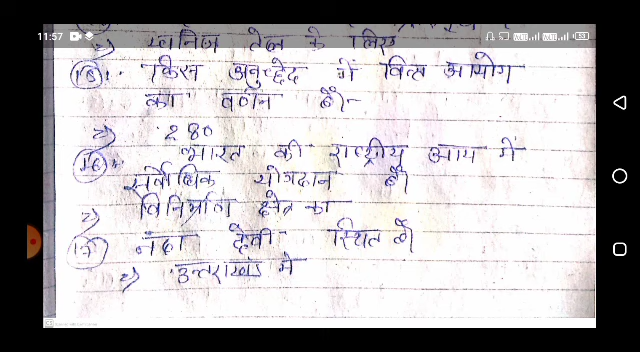 11:57
=) खनिज तेल के लिए
(15). किस अनुच्छेद में वित्त आयोग
का वर्णन है।-
=) 280
(16). भारत की राष्ट्रीय आय में
सर्वाधिक योगदान है।
=) विनिर्माण क्षेत्र का
(17) नंदा देवी स्थित है।
=) उत्तराखंड में